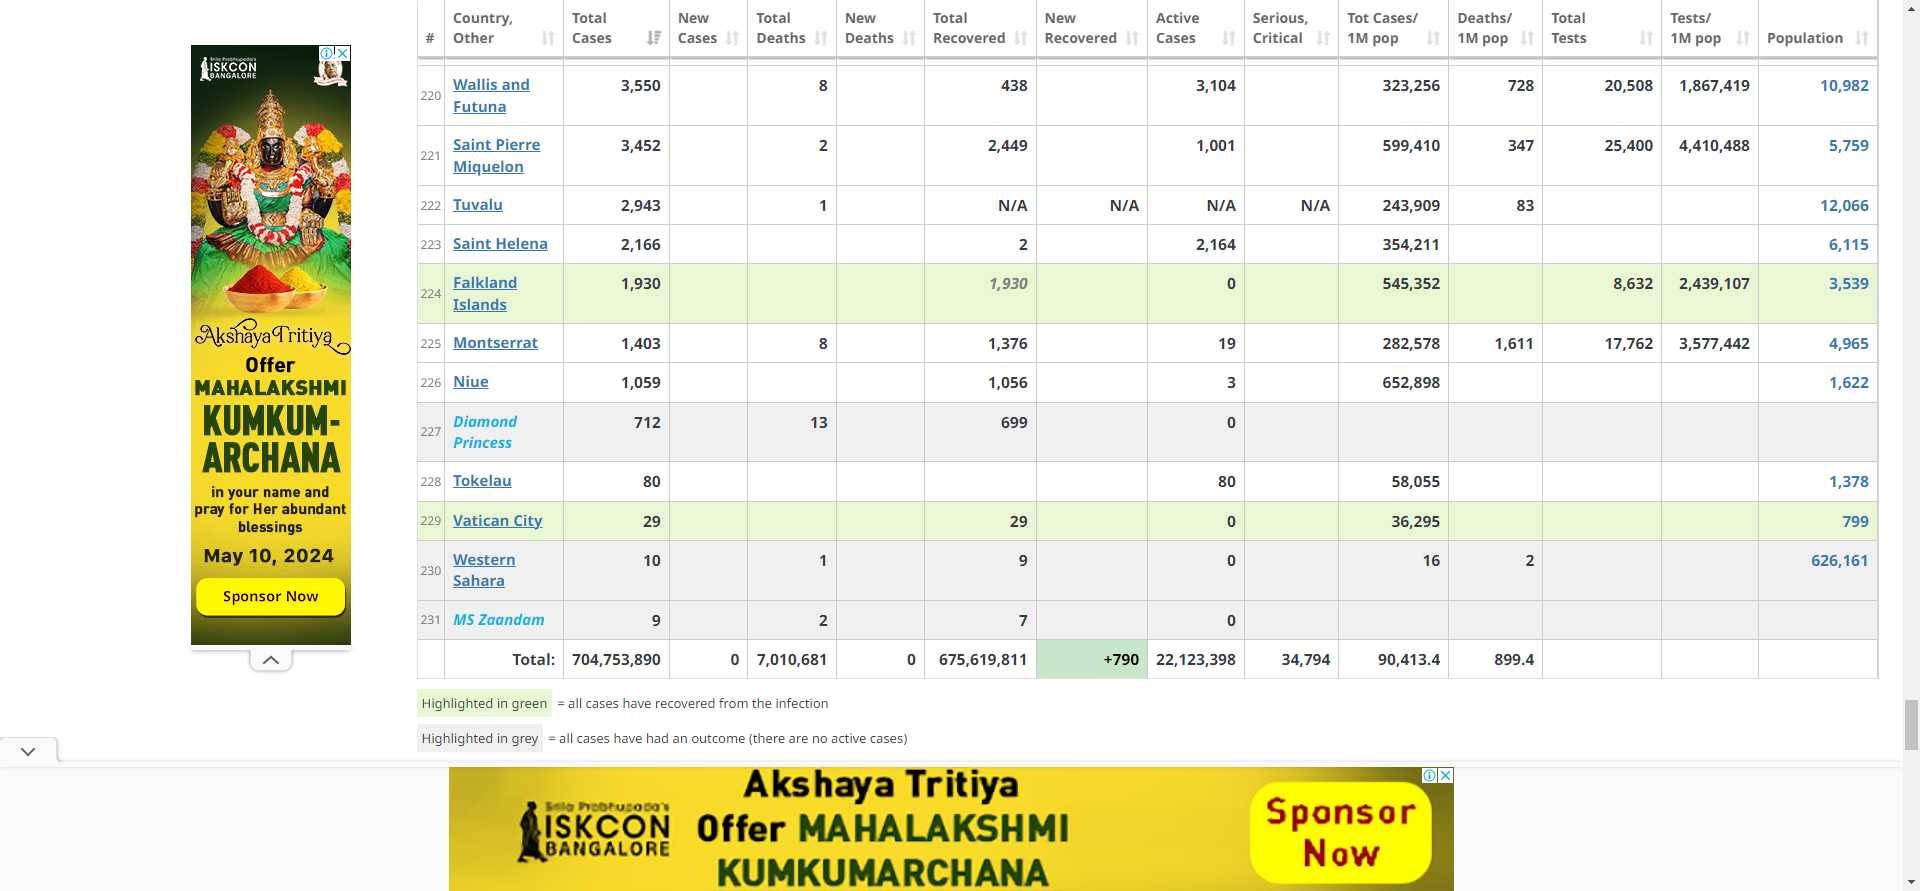 Country, Total New Total New Total New Active Serious, Tot Cases/ Deaths/ Total Tests/
# Other Cases Cases Deaths Deaths Recovered Recovered Cases Critical 1M pop 1M pop Tests 1M pop Population
220 Wallis and 3,550 8 438 3,104 323,256 728 20,508 1,867,419 10,982
Futuna
221 Saint Pierre 3,452 2 2,449 1,001 599,410 347 25,400 4,410,488 5,759
Miquelon
222 Tuvalu 2,943 1 N/A N/A N/A N/A 243,909 83 12,066
223 Saint Helena 2,166 2 2,164 354,211 6,115
224 Falkland 1,930 1,930 0 545,352 8,632 2,439,107 3,539
Islands
225 Montserrat 1,403 8 1,376 19 282,578 1,611 17,762 3,577,442 4,965
226 Niue 1,059 1,056 3 652,898 1,622
227 Diamond 712 13 699 0
Princess
228 Tokelau 80 80 58,055 1,378
229 Vatican City 29 29 0 36,295 799
230 Western 10 1 9 0 16 2 626,161
Sahara
231 MS Zaandam 9 2 7 0
Total: 704,753,890 0 7,010,681 0 675,619,811 +790 22,123,398 34,794 90,413.4 899.4
Highlighted in green = all cases have recovered from the infection
Highlighted in grey = all cases have had an outcome (there are no active cases)
Srila Prabhupada's
ISKCON
BANGALORE
Akshaya Tritiya
Offer
MAHALAKSHMI
KUMKUM-
ARCHANA
in your name and
pray for Her abundant
blessings
May 10, 2024
Sponsor Now
Srila Prabhupada's
ISKCON
BANGALORE
Akshaya Tritiya
Offer MAHALAKSHMI
KUMKUMARCHANA
Sponsor
Now